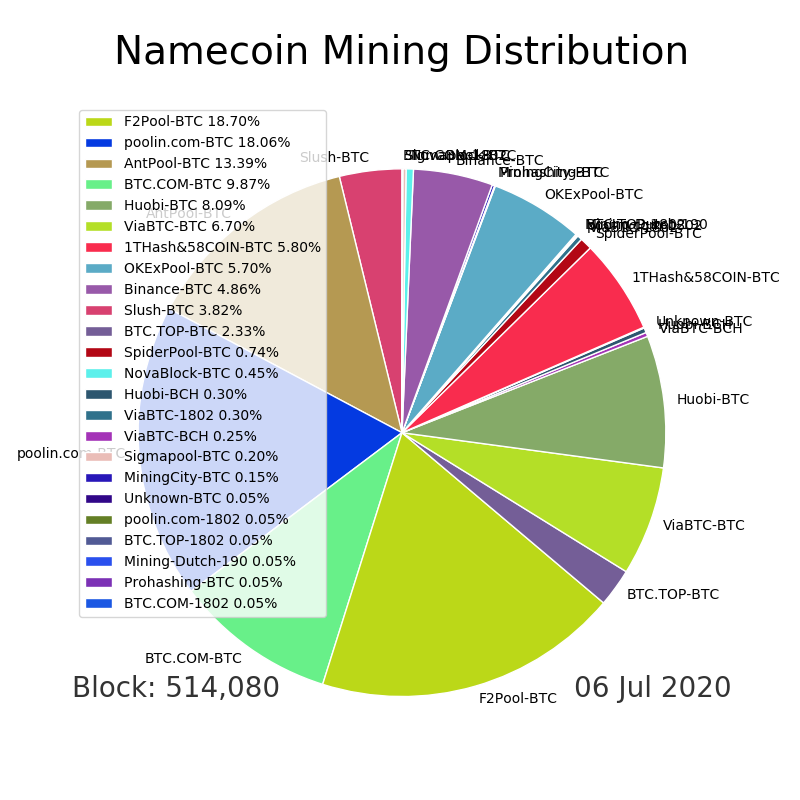 Namecoin Mining Distribution
F2Pool-BTC 18.70%
poolin.com-BTC 18.06%
AntPool-BTC 13.39%
BTC.COM-BTC 9.87%
Huobi-BTC 8.09%
ViaBTC-BTC 6.70%
1THash&58COIN-BTC 5.80%
OKExPool-BTC 5.70%
Binance-BTC 4.86%
Slush-BTC 3.82%
BTC.TOP-BTC 2.33%
SpiderPool-BTC 0.74%
NovaBlock-BTC 0.45%
Huobi-BCH 0.30%
ViaBTC-1802 0.30%
ViaBTC-BCH 0.25%
Sigmapool-BTC 0.20%
MiningCity-BTC 0.15%
Unknown-BTC 0.05%
poolin.com-1802 0.05%
BTC.TOP-1802 0.05%
Mining-Dutch-190 0.05%
Prohashing-BTC 0.05%
BTC.COM-1802 0.05%
Slush-BTC
Binance-BTC
OKExPool-BTC
SpiderPool-BTC
1THash&58COIN-BTC
Unknown-BTC
Huobi-BCH
ViaBTC-BCH
Huobi-BTC
ViaBTC-BTC
BTC.TOP-BTC
F2Pool-BTC
BTC.COM-BTC
poolin.com-BTC
AntPool-BTC
Block: 514,080
06 Jul 2020